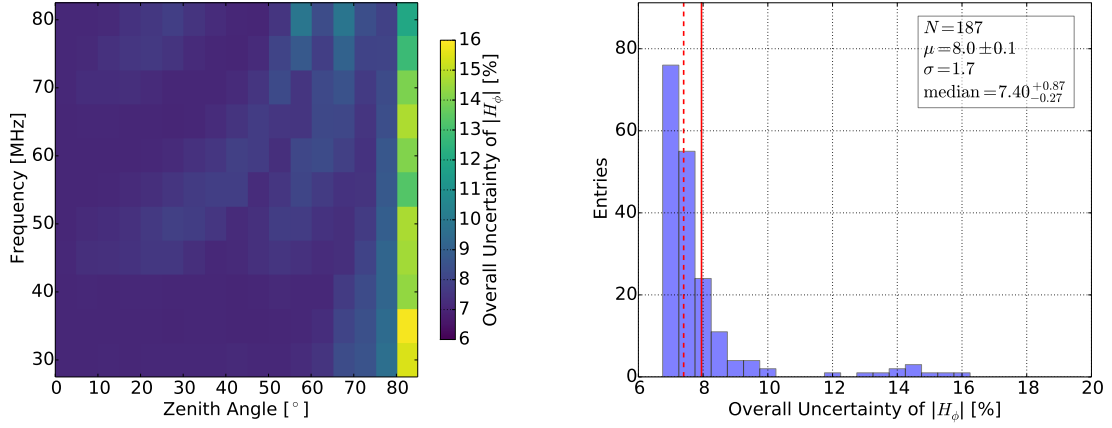 80
70
60
50
40
30
Frequency [MHz]
0 10 20 30 40 50 60 70 80
Zenith Angle [°]
16
15
14
13
12
11
10
9
8
7
6
Overall Uncertainty of |H_ϕ| [%]
80
60
40
20
0
Entries
N = 187
μ = 8.0 ± 0.1
σ = 1.7
median = 7.40 +0.87 −0.27
6 8 10 12 14 16 18 20
Overall Uncertainty of |H_ϕ| [%]